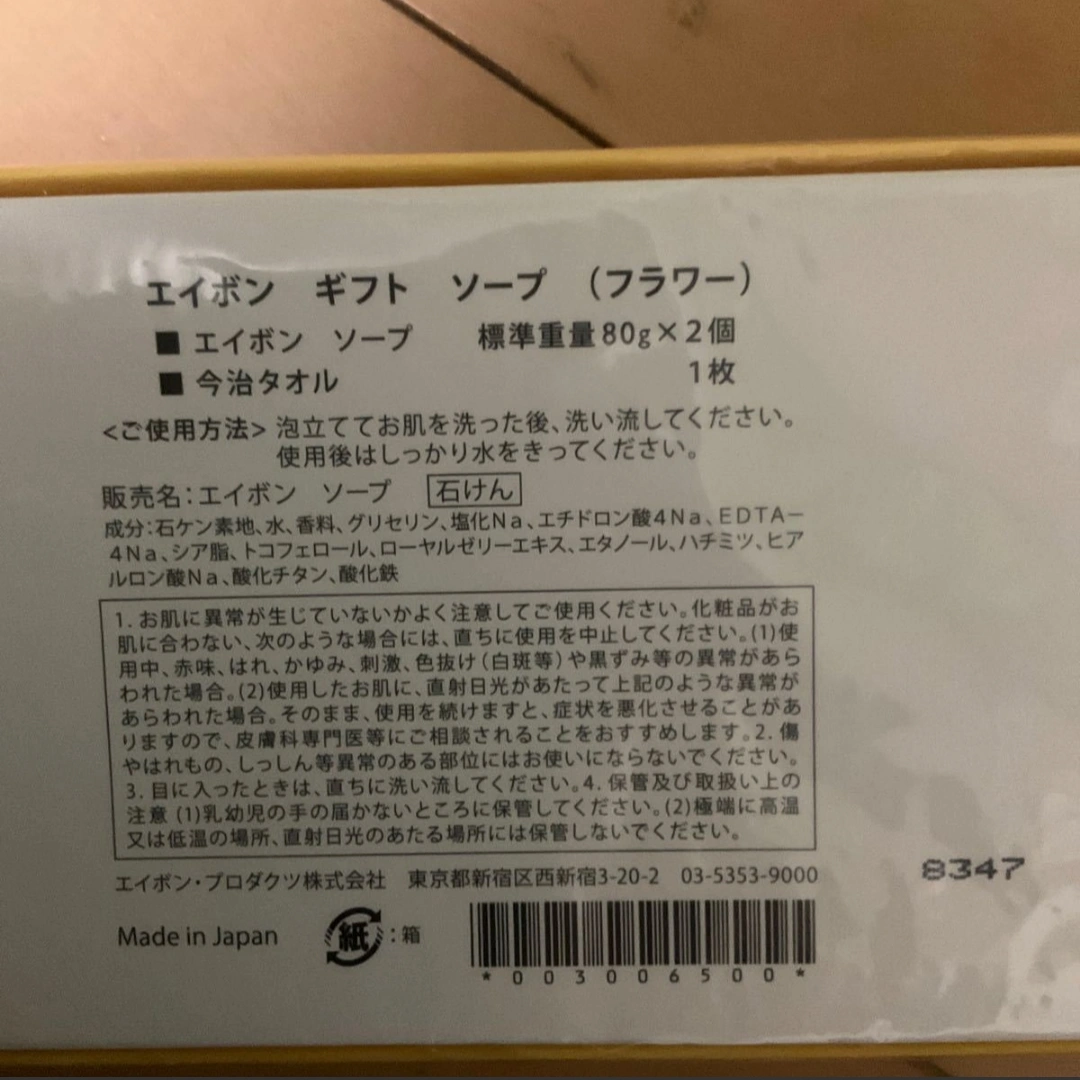 エイボン ギフト ソープ （フラワー）
■ エイボン ソープ 標準重量80g×2個
■ 今治タオル 1枚
<ご使用方法> 泡立ててお肌を洗った後、洗い流してください。
使用後はしっかり水をきってください。
販売名：エイボン ソープ 石けん
成分：石ケン素地、水、香料、グリセリン、塩化Na、エチドロン酸4Na、EDTA－
4Na、シア脂、トコフェロール、ローヤルゼリーエキス、エタノール、ハチミツ、ヒア
ルロン酸Na、酸化チタン、酸化鉄
1. お肌に異常が生じていないかよく注意してご使用ください。化粧品がお
肌に合わない、次のような場合には、直ちに使用を中止してください。(1)使
用中、赤味、はれ、かゆみ、刺激、色抜け（白斑等）や黒ずみ等の異常があら
われた場合。(2)使用したお肌に、直射日光があたって上記のような異常が
あらわれた場合。そのまま、使用を続けますと、症状を悪化させることがあ
りますので、皮膚科専門医等にご相談されることをおすすめします。2. 傷
やはれもの、しっしん等異常のある部位にはお使いにならないでください。
3. 目に入ったときは、直ちに洗い流してください。4. 保管及び取扱い上の
注意 (1)乳幼児の手の届かないところに保管してください。(2)極端に高温
又は低温の場所、直射日光のあたる場所には保管しないでください。
エイボン・プロダクツ株式会社 東京都新宿区西新宿3-20-2 03-5353-9000
8347
Made in Japan 紙：箱
*003006500*